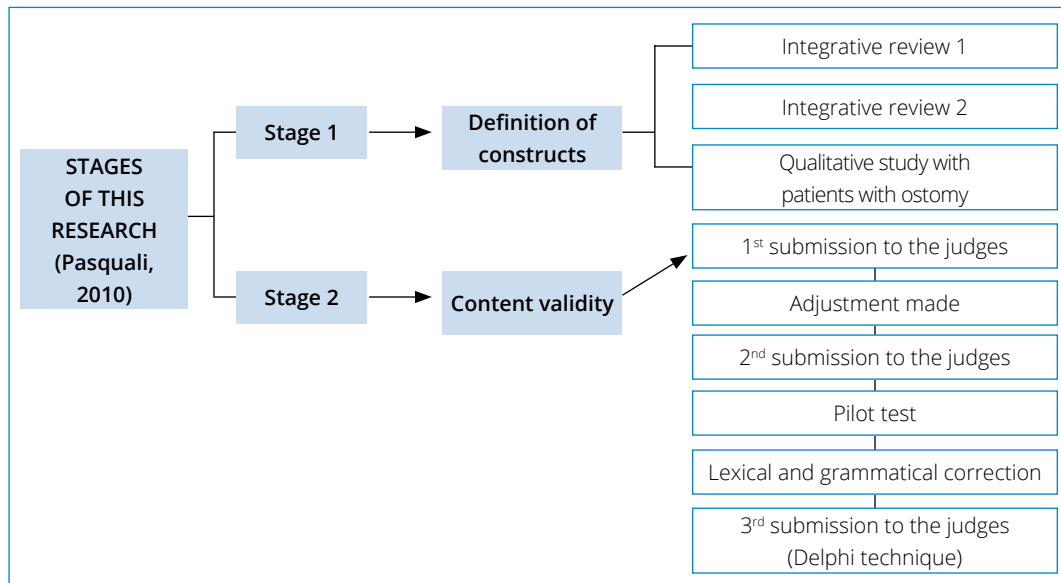 STAGES
OF THIS
RESEARCH
(Pasquali,
2010)
Stage 1
Definition of
constructs
Integrative review 1
Integrative review 2
Qualitative study with
patients with ostomy
Stage 2
Content validity
1st submission to the judges
Adjustment made
2nd submission to the judges
Pilot test
Lexical and grammatical correction
3rd submission to the judges
(Delphi technique)